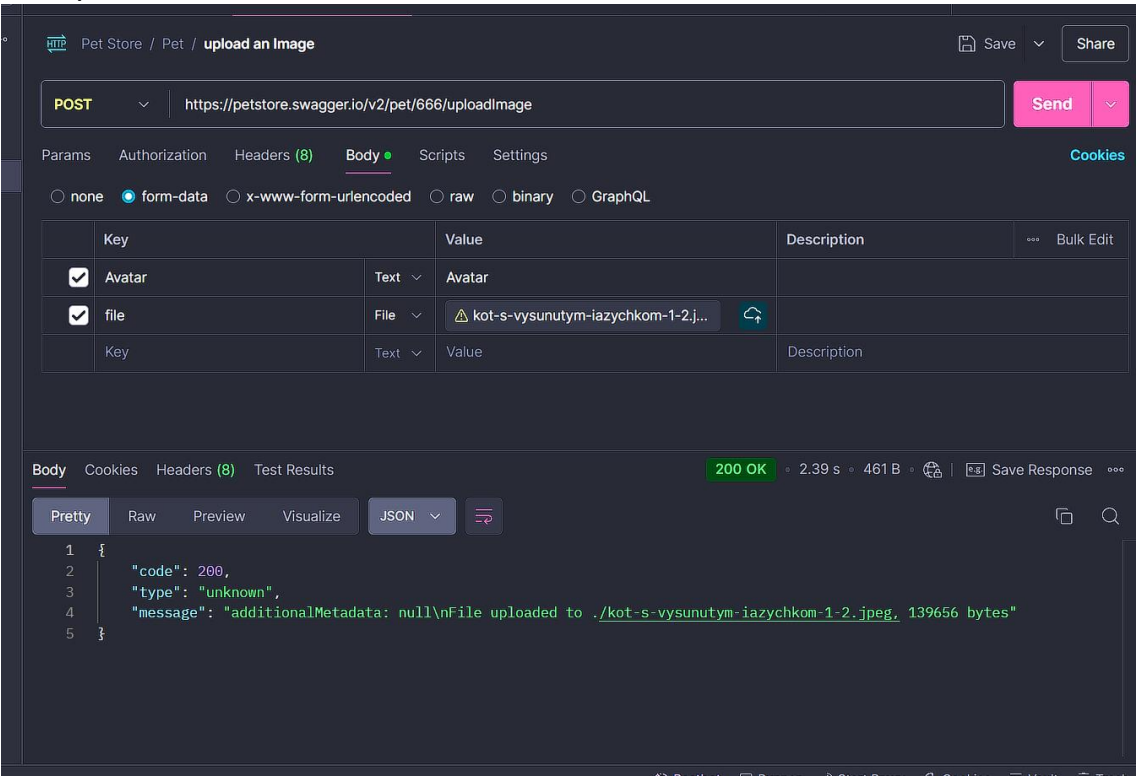 HTTP Pet Store / Pet / upload an Image Save Share
POST https://petstore.swagger.io/v2/pet/666/uploadImage Send
Params Authorization Headers (8) Body Scripts Settings Cookies
none form-data x-www-form-urlencoded raw binary GraphQL
Key Value Description Bulk Edit
Avatar Text Avatar
file File kot-s-vysunutym-iazychkom-1-2.j...
Key Text Value Description
Body Cookies Headers (8) Test Results 200 OK 2.39 s 461 B e.g. Save Response
Pretty Raw Preview Visualize JSON
1 {
2 "code": 200,
3 "type": "unknown",
4 "message": "additionalMetadata: null\nFile uploaded to ./kot-s-vysunutym-iazychkom-1-2.jpeg, 139656 bytes"
5 }